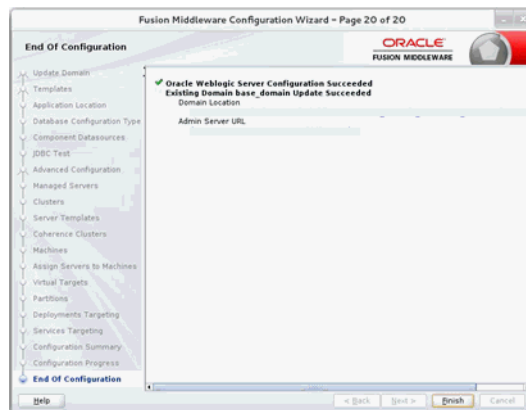 Fusion Middleware Configuration Wizard - Page 20 of 20
End Of Configuration
ORACLE
FUSION MIDDLEWARE
Update Domain
Templates
Application Location
Database Configuration Type
Component Datasources
JDBC Test
Advanced Configuration
Managed Servers
Clusters
Server Templates
Coherence Clusters
Machines
Assign Servers to Machines
Virtual Targets
Partitions
Deployments Targeting
Services Targeting
Configuration Summary
Configuration Progress
End Of Configuration
Oracle Weblogic Server Configuration Succeeded
Existing Domain base_domain Update Succeeded
Domain Location
Admin Server URL
Help
< Back
Next >
Finish
Cancel